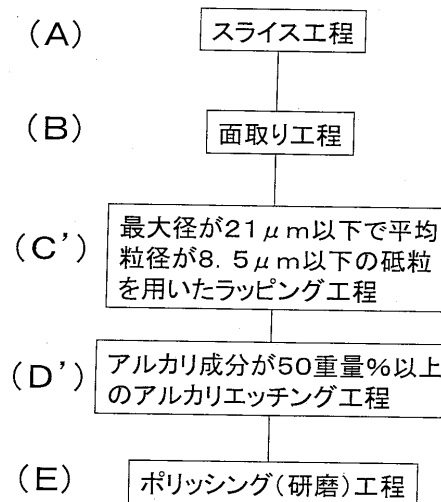 (A) スライス工程
(B) 面取り工程
最大径が21μm以下で平均
(C') 粒径が8.5μm以下の砥粒
を用いたラッピング工程
(D') アルカリ成分が50重量%以上
のアルカリエッチング工程
(E) ポリッシング(研磨)工程